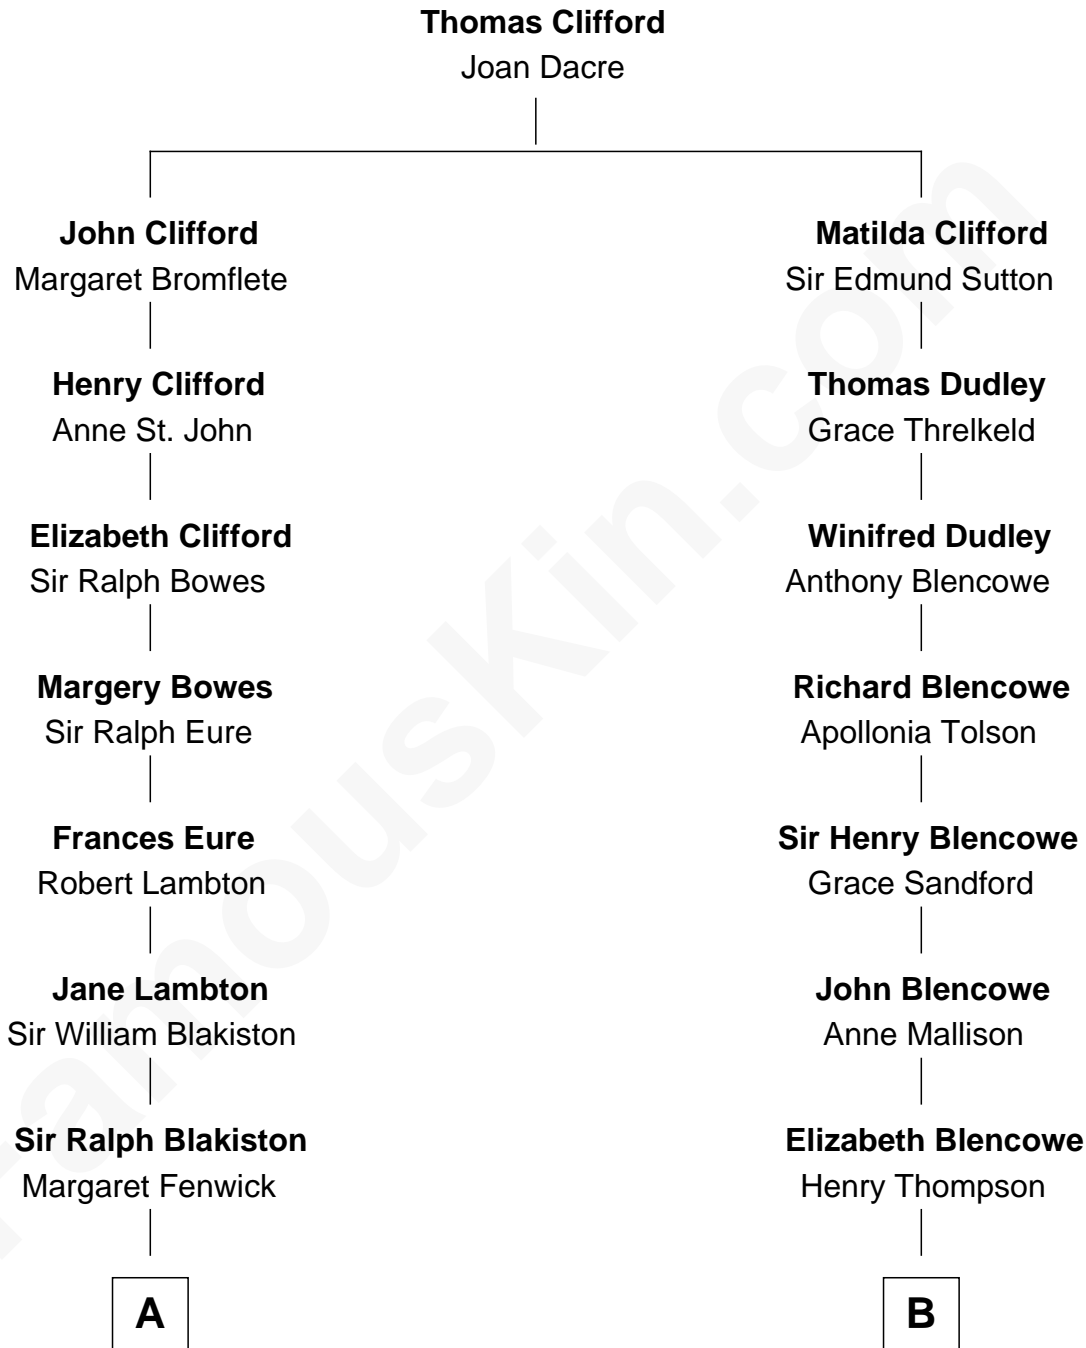 Thomas Clifford
Joan Dacre
John Clifford
Margaret Bromflete
Matilda Clifford
Sir Edmund Sutton
Henry Clifford
Anne St. John
Thomas Dudley
Grace Threlkeld
Elizabeth Clifford
Sir Ralph Bowes
Winifred Dudley
Anthony Blencowe
Margery Bowes
Sir Ralph Eure
Richard Blencowe
Apollonia Tolson
Frances Eure
Robert Lambton
Sir Henry Blencowe
Grace Sandford
Jane Lambton
Sir William Blakiston
John Blencowe
Anne Mallison
Sir Ralph Blakiston
Margaret Fenwick
Elizabeth Blencowe
Henry Thompson
A
B
FamousKin.com